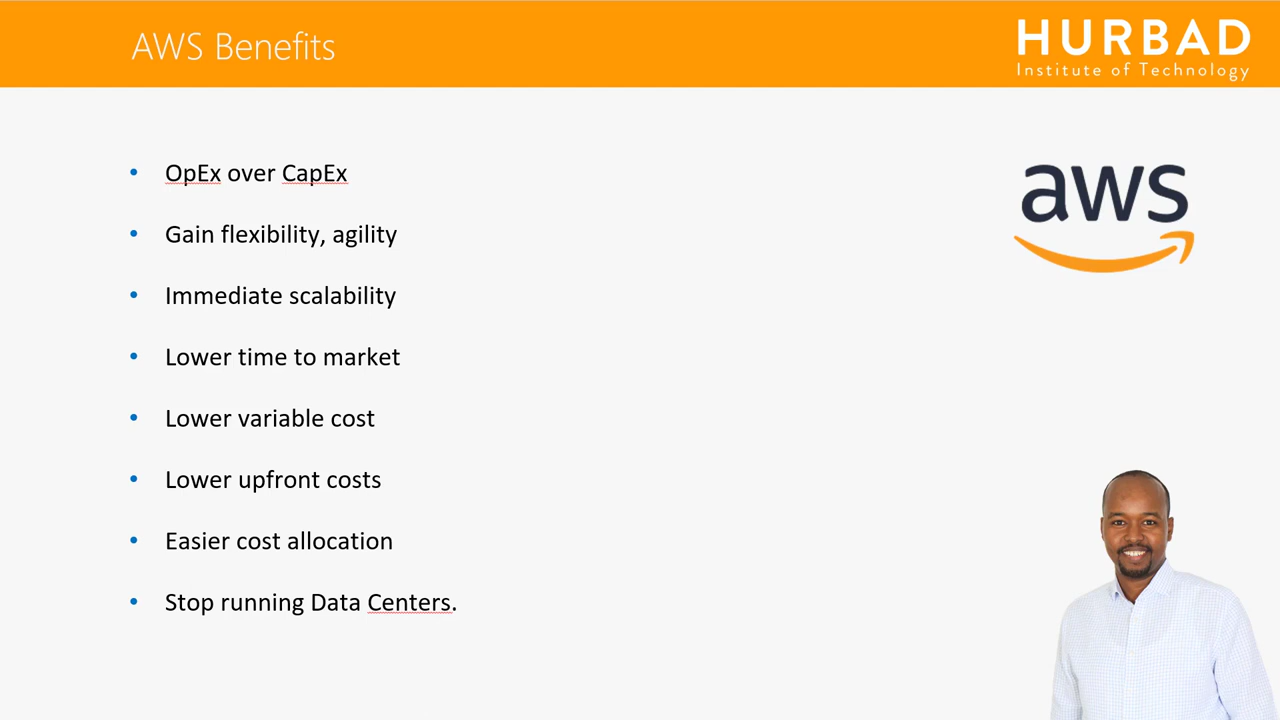 AWS Benefits
HURBAD
Institute of Technology
OpEx over CapEx
Gain flexibility, agility
Immediate scalability
Lower time to market
Lower variable cost
Lower upfront costs
Easier cost allocation
Stop running Data Centers.
aws